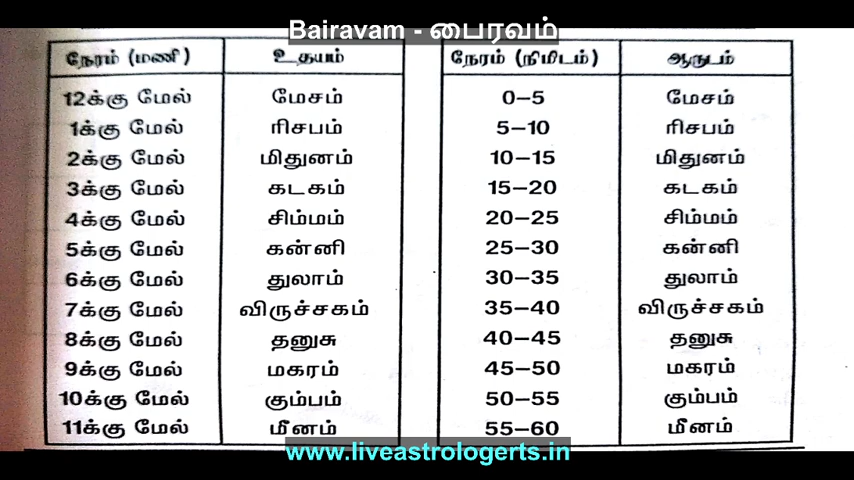 Bairavam - பைரவம்
நேரம் (மணி) உதயம் நேரம் (நிமிடம்) ஆருடம்
12க்கு மேல் மேசம் 0–5 மேசம்
1க்கு மேல் ரிசபம் 5–10 ரிசபம்
2க்கு மேல் மிதுனம் 10–15 மிதுனம்
3க்கு மேல் கடகம் 15–20 கடகம்
4க்கு மேல் சிம்மம் 20–25 சிம்மம்
5க்கு மேல் கன்னி 25–30 கன்னி
6க்கு மேல் துலாம் 30–35 துலாம்
7க்கு மேல் விருச்சகம் 35–40 விருச்சகம்
8க்கு மேல் தனுசு 40–45 தனுசு
9க்கு மேல் மகரம் 45–50 மகரம்
10க்கு மேல் கும்பம் 50–55 கும்பம்
11க்கு மேல் மீனம் 55–60 மீனம்
www.liveastrologerts.in